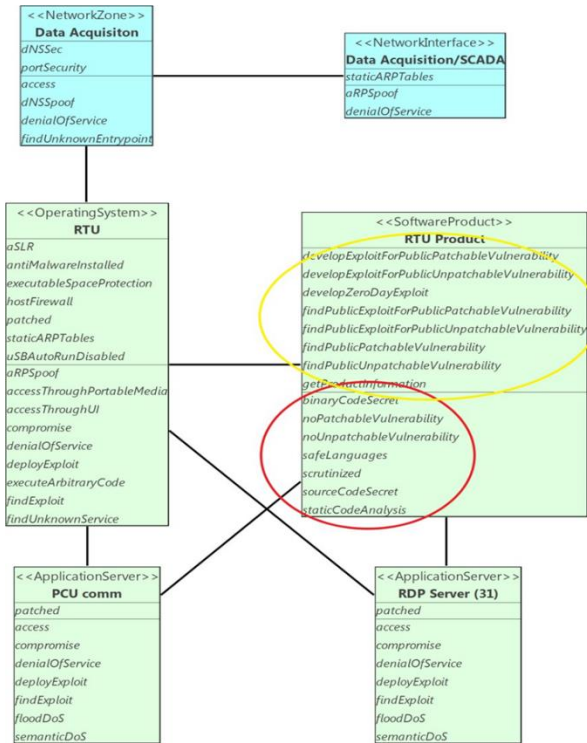 <<NetworkZone>>
Data Acquisiton
dNSSec
portSecurity
access
dNSSpoof
denialOfService
findUnknownEntrypoint
<<NetworkInterface>>
Data Acquisition/SCADA
staticARPTables
aRPSpoof
denialOfService
<<OperatingSystem>>
RTU
aSLR
antiMalwareInstalled
executableSpaceProtection
hostFirewall
patched
staticARPTables
uSBAutoRunDisabled
aRPSpoof
accessThroughPortableMedia
accessThroughUI
compromise
denialOfService
deployExploit
executeArbitraryCode
findExploit
findUnknownService
<<SoftwareProduct>>
RTU Product
developExploitForPublicPatchableVulnerability
developExploitForPublicUnpatchableVulnerability
developZeroDayExploit
findPublicExploitForPublicPatchableVulnerability
findPublicExploitForPublicUnpatchableVulnerability
findPublicPatchableVulnerability
findPublicUnpatchableVulnerability
getProductInformation
binaryCodeSecret
noPatchableVulnerability
noUnpatchableVulnerability
safeLanguages
scrutinized
sourceCodeSecret
staticCodeAnalysis
<<ApplicationServer>>
PCU comm
patched
access
compromise
denialOfService
deployExploit
findExploit
floodDoS
semanticDoS
<<ApplicationServer>>
RDP Server (31)
patched
access
compromise
denialOfService
deployExploit
findExploit
floodDoS
semanticDoS